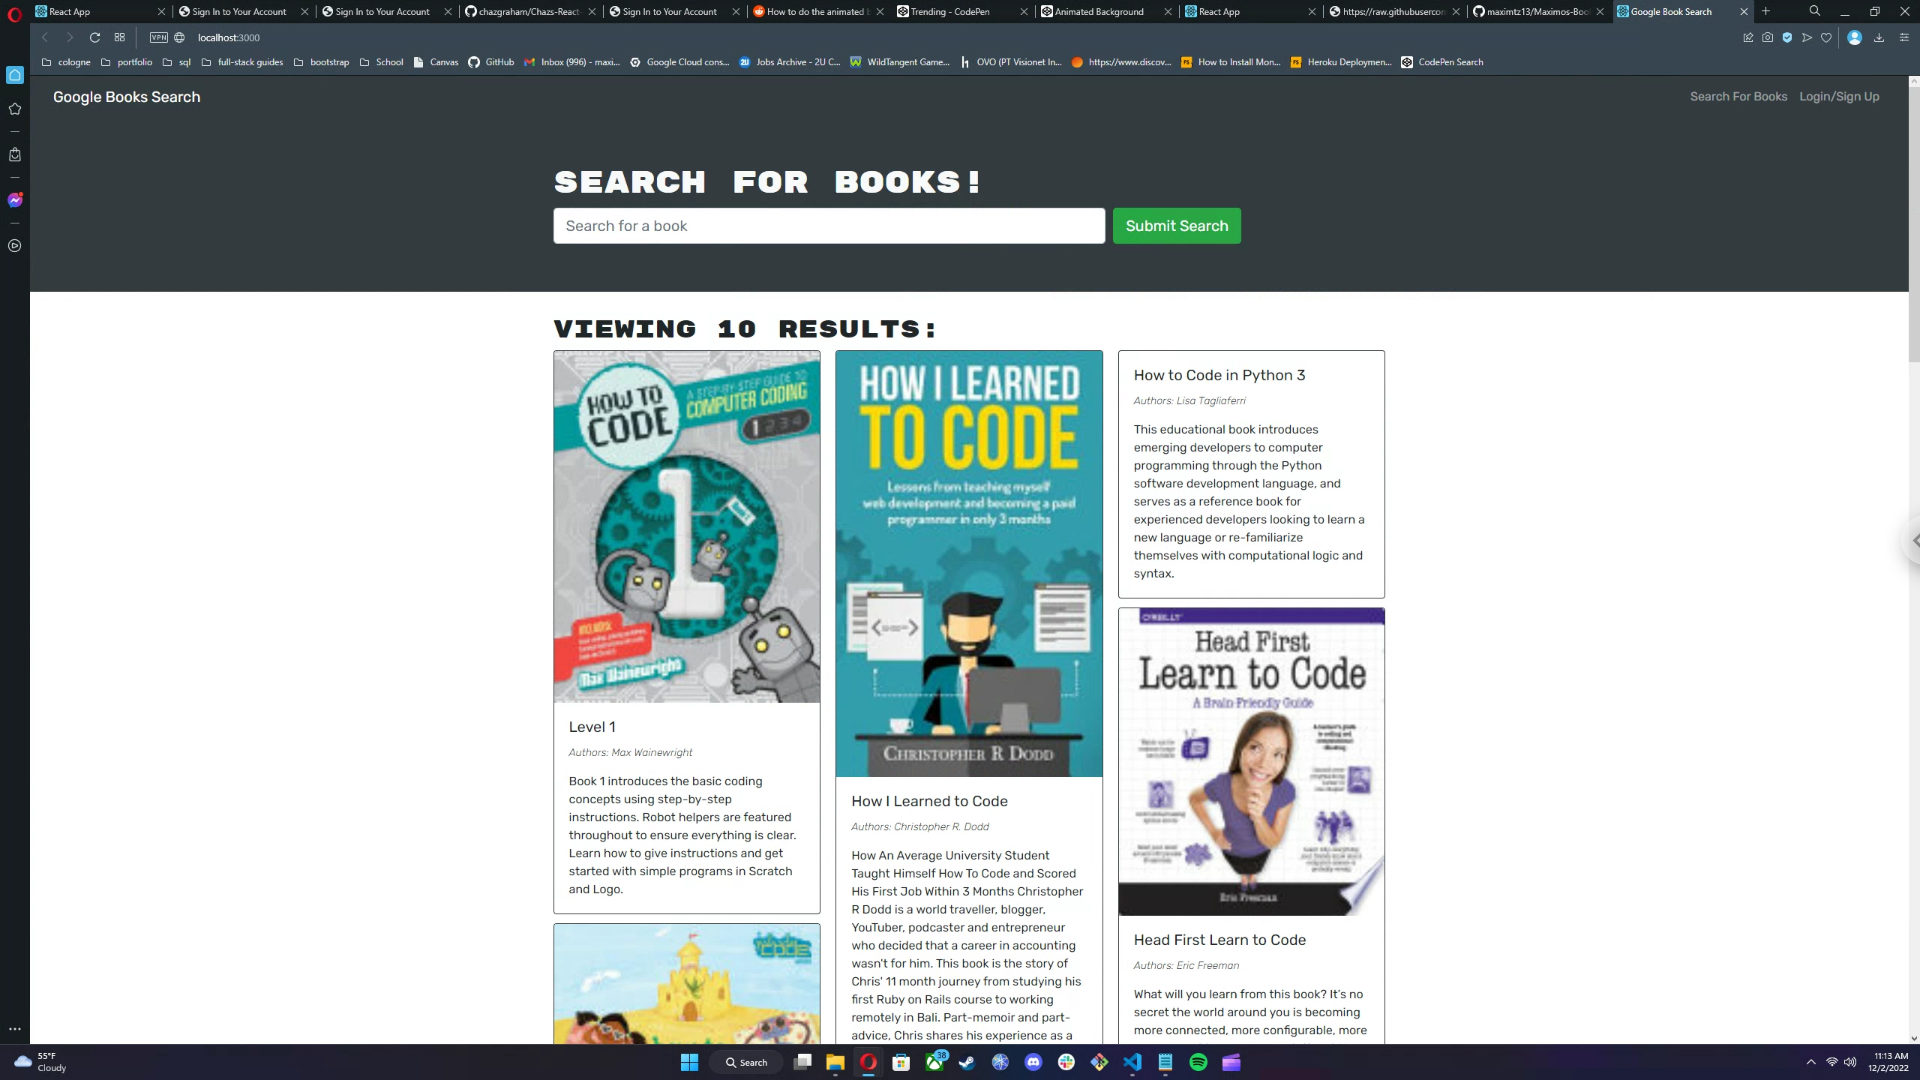 React App
Sign In to Your Account
Sign In to Your Account
chazgraham/Chazs-React-
Sign In to Your Account
How to do the animated
Trending - CodePen
Animated Background
React App
https://raw.githubusercon
maximtz13/Maximos-Boo
Google Book Search
VPN
localhost:3000
cologne
portfolio
sql
full-stack guides
bootstrap
School
Canvas
GitHub
Inbox (996) - maxi...
Google Cloud cons...
Jobs Archive - 2U C...
WildTangent Game...
OVO (PT Visionet In...
https://www.discov...
How to Install Mon...
Heroku Deploymen...
CodePen Search
Google Books Search
Search For Books
Login/Sign Up
SEARCH FOR BOOKS!
Search for a book
Submit Search
VIEWING 10 RESULTS:
HOW TO
CODE
A STEP-BY-STEP GUIDE TO
COMPUTER CODING
1 2 3 4
1
Max Wainewright
Level 1
Authors: Max Wainewright
Book 1 introduces the basic coding
concepts using step-by-step
instructions. Robot helpers are featured
throughout to ensure everything is clear.
Learn how to give instructions and get
started with simple programs in Scratch
and Logo.
HOW I LEARNED
TO CODE
Lessons from teaching myself
web development and becoming a paid
programmer in only 3 months
CHRISTOPHER R DODD
How I Learned to Code
Authors: Christopher R. Dodd
How An Average University Student
Taught Himself How To Code and Scored
His First Job Within 3 Months Christopher
R Dodd is a world traveller, blogger,
YouTuber, podcaster and entrepreneur
who decided that a career in accounting
wasn't for him. This book is the story of
Chris' 11 month journey from studying his
first Ruby on Rails course to working
remotely in Bali. Part-memoir and part-
advice, Chris shares his experience as a
How to Code in Python 3
Authors: Lisa Tagliaferri
This educational book introduces
emerging developers to computer
programming through the Python
software development language, and
serves as a reference book for
experienced developers looking to learn a
new language or re-familiarize
themselves with computational logic and
syntax.
O'REILLY
Head First
Learn to Code
A Brain-Friendly Guide
Eric Freeman
Head First Learn to Code
Authors: Eric Freeman
What will you learn from this book? It's no
secret the world around you is becoming
more connected, more configurable, more
55°F
Cloudy
Search
38
11:13 AM
12/2/2022